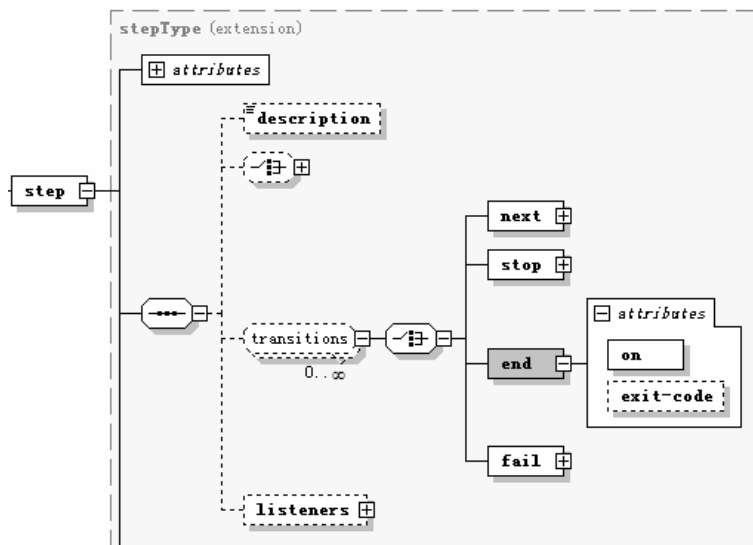 stepType (extension)
attributes
description
step
next
stop
attributes
transitions
on
end
0..∞
exit-code
fail
listeners